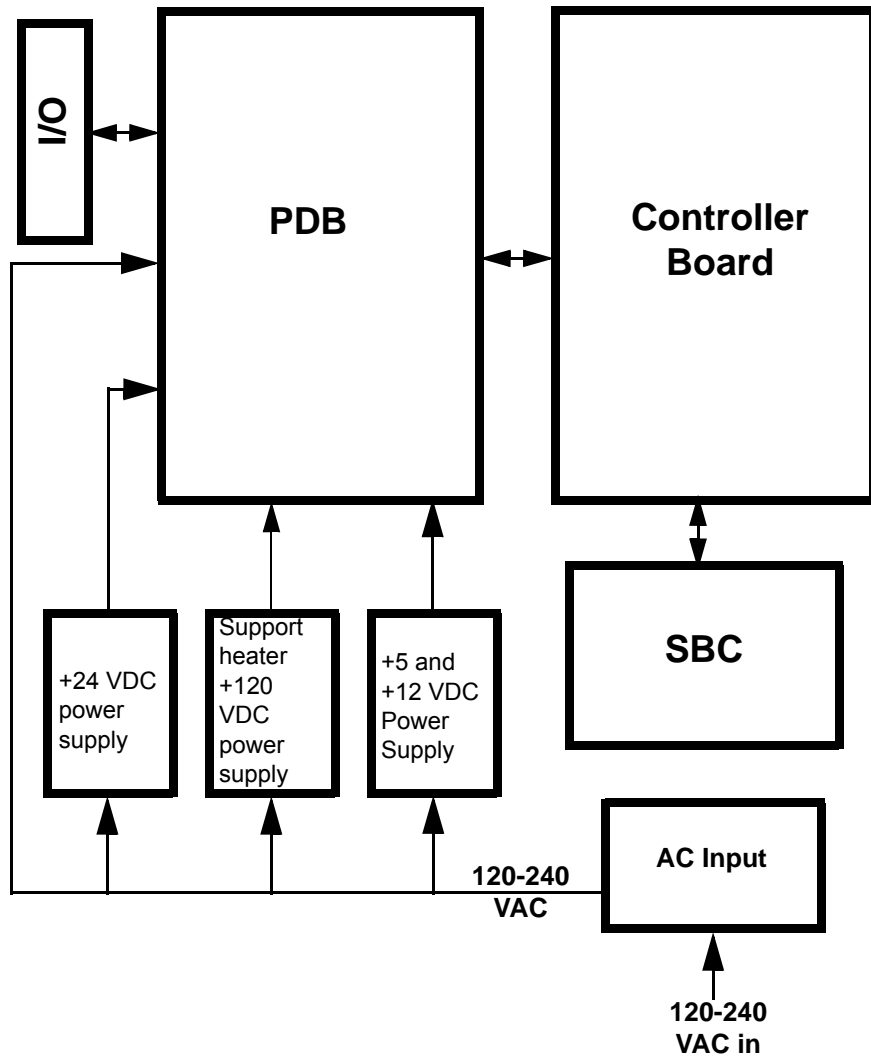 I/O
PDB
Controller
Board
SBC
+24 VDC
power
supply
Support
heater
+120
VDC
power
supply
+5 and
+12 VDC
Power
Supply
AC Input
120-240
VAC
120-240
VAC in